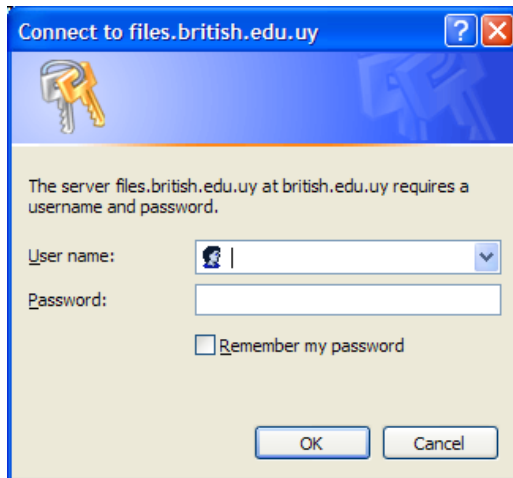 Connect to files.british.edu.uy
The server files.british.edu.uy at british.edu.uy requires a
username and password.
User name:
Password:
Remember my password
OK Cancel